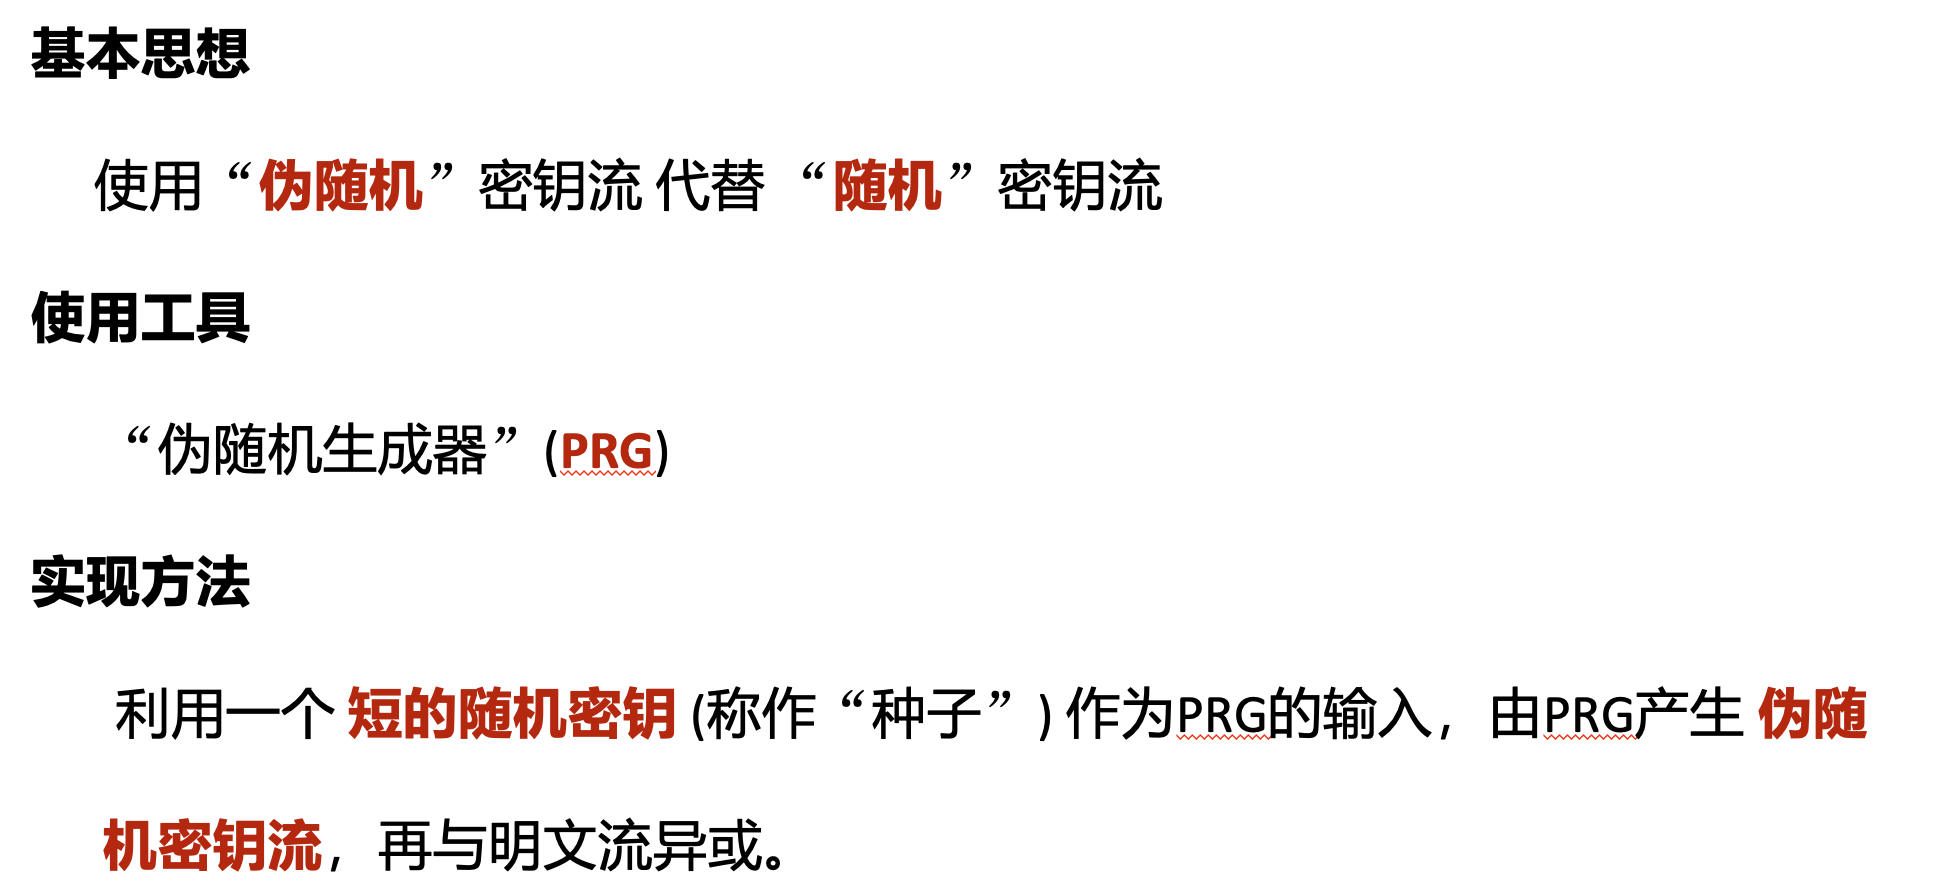 基本思想
使用“伪随机”密钥流 代替 “随机”密钥流
使用工具
“伪随机生成器”(PRG)
实现方法
利用一个 短的随机密钥 (称作“种子”) 作为PRG的输入，由PRG产生 伪随
机密钥流，再与明文流异或。